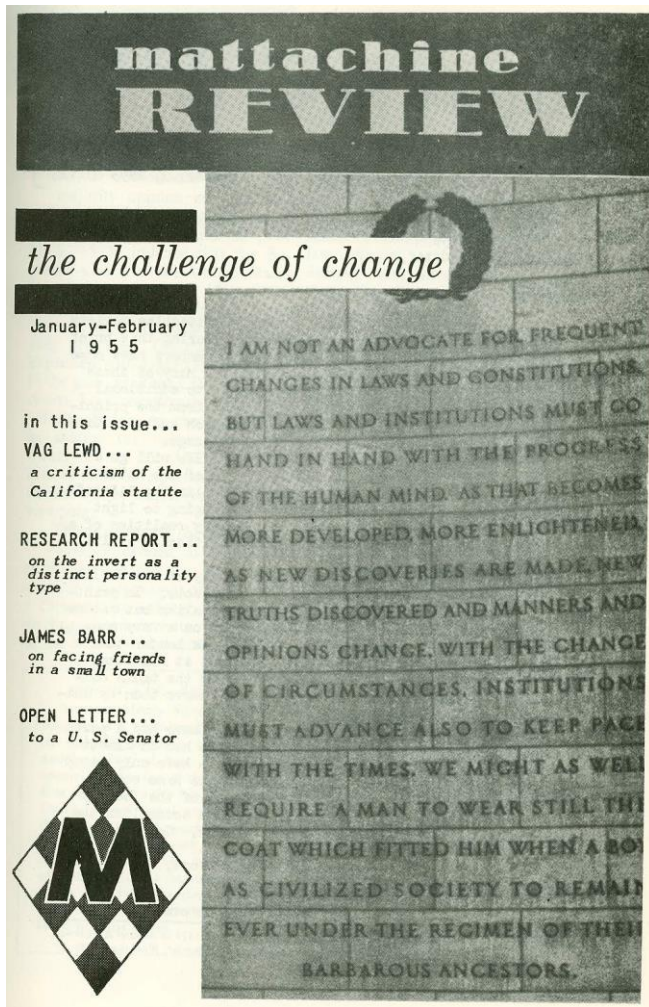 mattachine
REVIEW
the challenge of change
January-February
1955
in this issue...
VAG LEWD...
a criticism of the
California statute
RESEARCH REPORT...
on the invert as a
distinct personality
type
JAMES BARR...
on facing friends
in a small town
OPEN LETTER...
to a U. S. Senator
M
I AM NOT AN ADVOCATE FOR FREQUENT
CHANGES IN LAWS AND CONSTITUTIONS.
BUT LAWS AND INSTITUTIONS MUST GO
HAND IN HAND WITH THE PROGRESS
OF THE HUMAN MIND. AS THAT BECOMES
MORE DEVELOPED, MORE ENLIGHTENED,
AS NEW DISCOVERIES ARE MADE, NEW
TRUTHS DISCOVERED AND MANNERS AND
OPINIONS CHANGE, WITH THE CHANGE
OF CIRCUMSTANCES, INSTITUTIONS
MUST ADVANCE ALSO TO KEEP PACE
WITH THE TIMES. WE MIGHT AS WELL
REQUIRE A MAN TO WEAR STILL THE
COAT WHICH FITTED HIM WHEN A BOY
AS CIVILIZED SOCIETY TO REMAIN
EVER UNDER THE REGIMEN OF THEIR
BARBAROUS ANCESTORS.